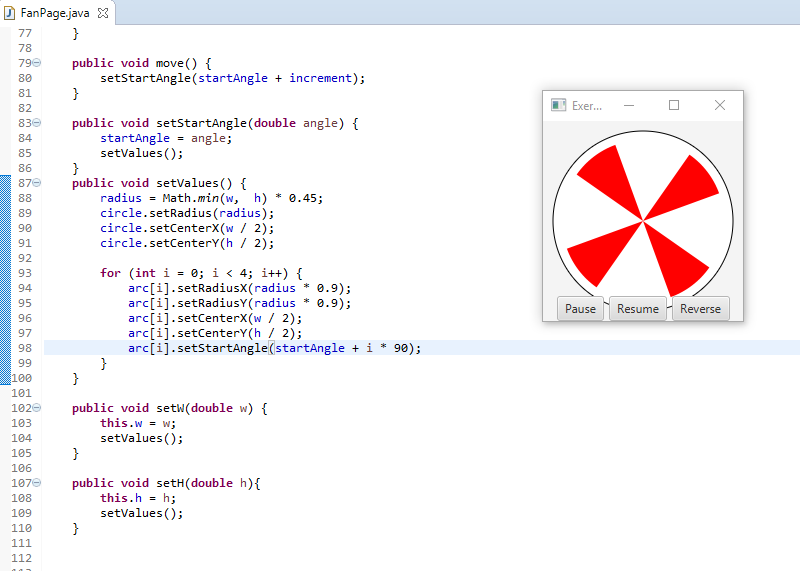 FanPage.java
77 }
78
79 public void move() {
80 setStartAngle(startAngle + increment);
81 }
82
83 public void setStartAngle(double angle) {
84 startAngle = angle;
85 setValues();
86 }
87 public void setValues() {
88 radius = Math.min(w, h) * 0.45;
89 circle.setRadius(radius);
90 circle.setCenterX(w / 2);
91 circle.setCenterY(h / 2);
92
93 for (int i = 0; i < 4; i++) {
94 arc[i].setRadiusX(radius * 0.9);
95 arc[i].setRadiusY(radius * 0.9);
96 arc[i].setCenterX(w / 2);
97 arc[i].setCenterY(h / 2);
98 arc[i].setStartAngle(startAngle + i * 90);
99 }
100 }
101
102 public void setW(double w) {
103 this.w = w;
104 setValues();
105 }
106
107 public void setH(double h){
108 this.h = h;
109 setValues();
110 }
111
112
Exer...
Pause Resume Reverse